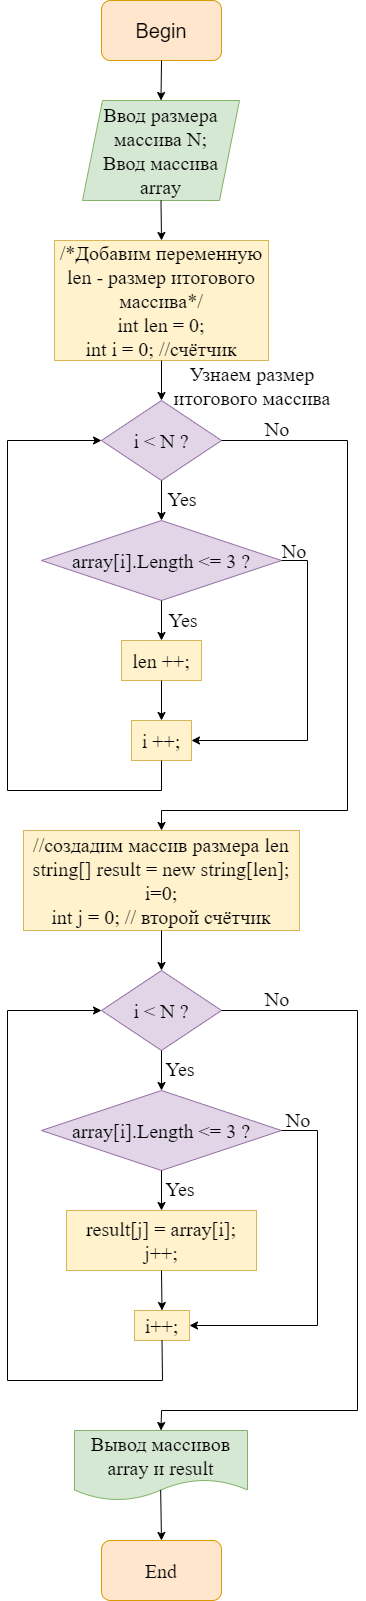 Begin
Ввод размера
массива N;
Ввод массива
array
/*Добавим переменную
len - размер итогового
массива*/
int len = 0;
int i = 0; //счётчик
Узнаем размер
итогового массива
i < N ?
No
Yes
array[i].Length <= 3 ?
No
Yes
len ++;
i ++;
//создадим массив размера len
string[] result = new string[len];
i=0;
int j = 0; // второй счётчик
i < N ?
No
Yes
array[i].Length <= 3 ?
No
Yes
result[j] = array[i];
j++;
i++;
Вывод массивов
array и result
End